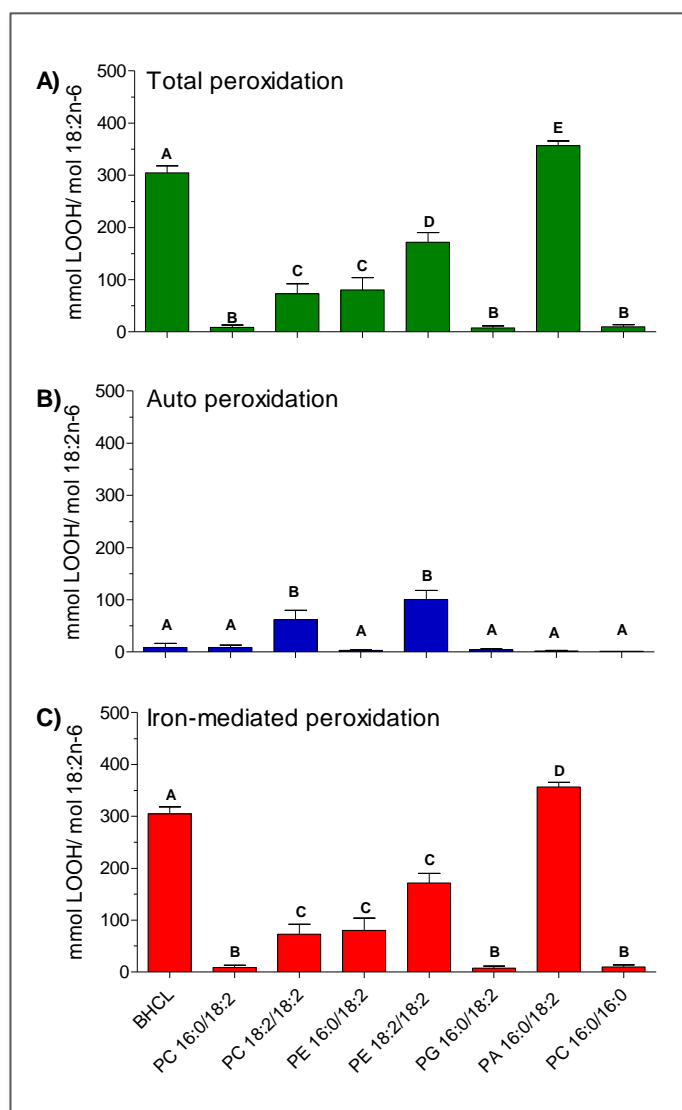 A)
Total peroxidation
mmol LOOH/ mol 18:2n-6
500
400
300
200
100
0
A
B
C
C
D
B
E
B
B)
Auto peroxidation
mmol LOOH/ mol 18:2n-6
500
400
300
200
100
0
A
A
B
A
B
A
A
A
C)
Iron-mediated peroxidation
mmol LOOH/ mol 18:2n-6
500
400
300
200
100
0
A
B
C
C
C
B
D
B
BHCL
PC 16:0/18:2
PC 18:2/18:2
PE 16:0/18:2
PE 18:2/18:2
PG 16:0/18:2
PA 16:0/18:2
PC 16:0/16:0